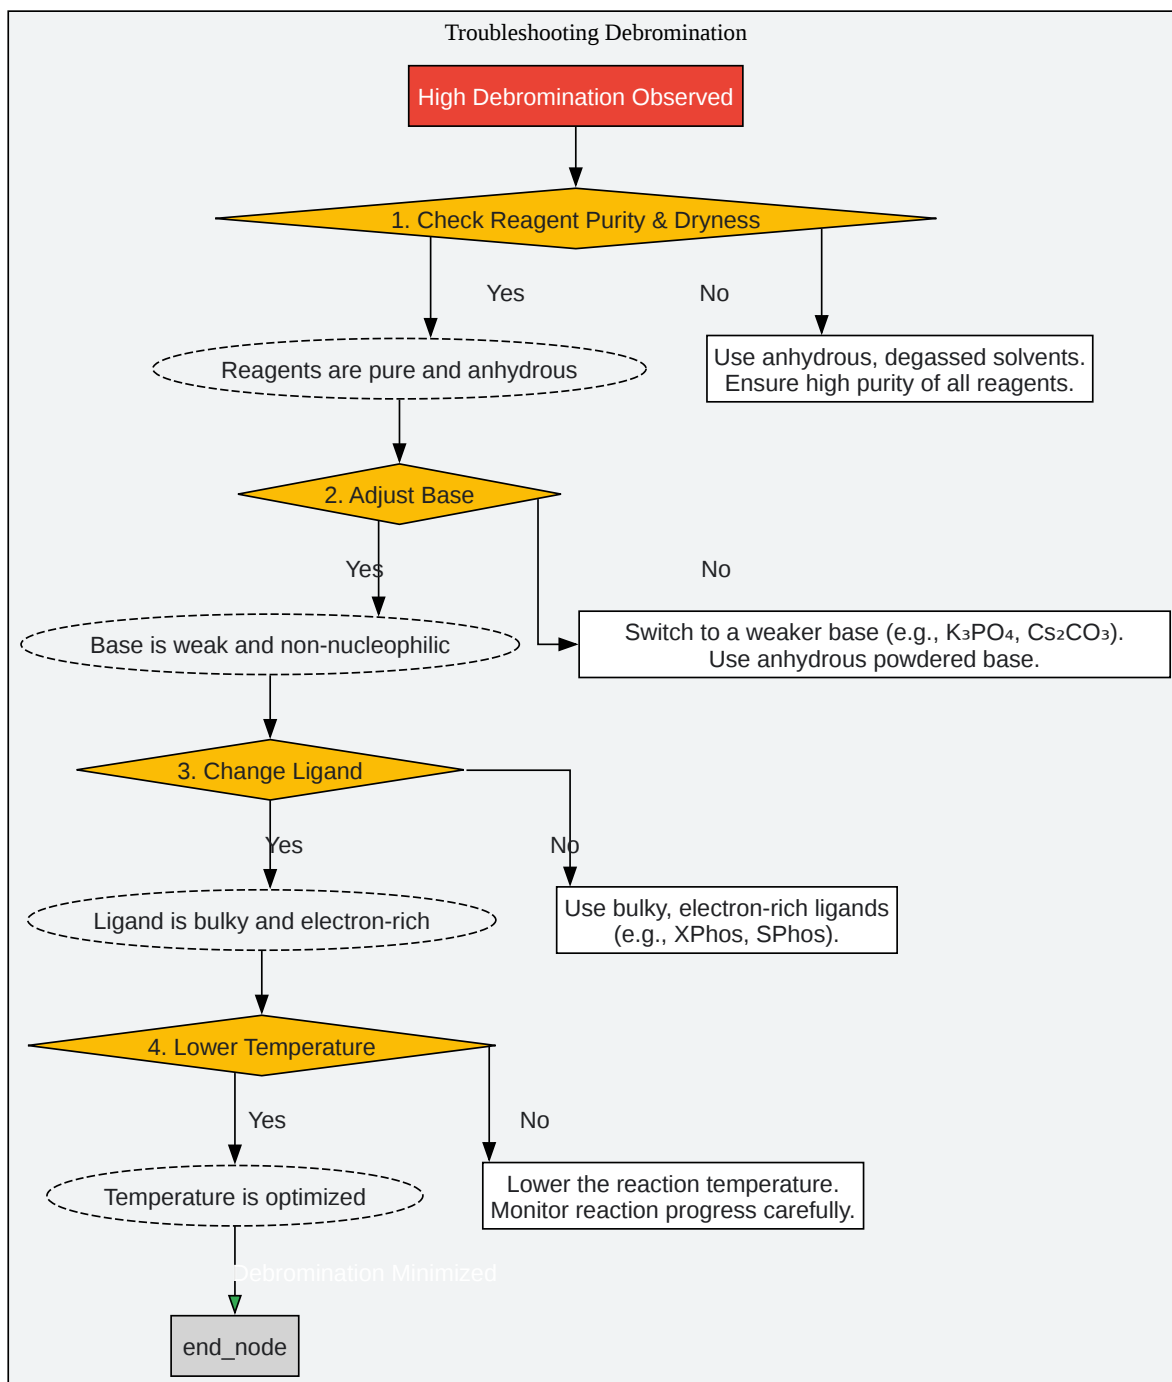 Troubleshooting Debromination
High Debromination Observed
1. Check Reagent Purity & Dryness
Yes
No
Reagents are pure and anhydrous
Use anhydrous, degassed solvents.
Ensure high purity of all reagents.
2. Adjust Base
Yes
No
Base is weak and non-nucleophilic
Switch to a weaker base (e.g., K₃PO₄, Cs₂CO₃).
Use anhydrous powdered base.
3. Change Ligand
Yes
No
Ligand is bulky and electron-rich
Use bulky, electron-rich ligands
(e.g., XPhos, SPhos).
4. Lower Temperature
Yes
No
Temperature is optimized
Lower the reaction temperature.
Monitor reaction progress carefully.
Debromination Minimized
end_node